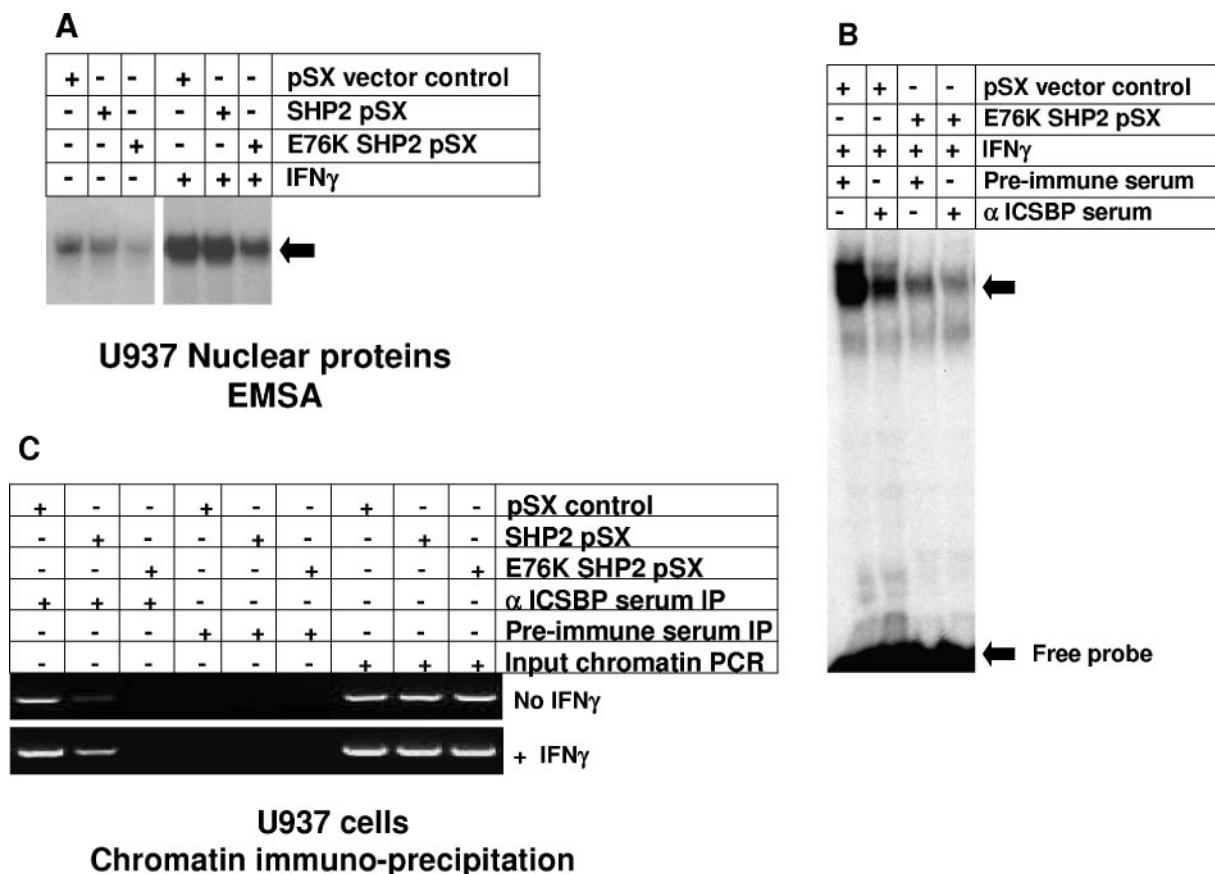 A
+ - - + - - pSX vector control
- + - - + - SHP2 pSX
- - + - - + E76K SHP2 pSX
- - - + + + IFNγ
U937 Nuclear proteins
EMSA
B
+ + - - pSX vector control
- - + + E76K SHP2 pSX
+ + + + IFNγ
+ - + - Pre-immune serum
- + - + α ICSBP serum
Free probe
C
+ - - + - - + - - pSX control
- + - - + - - + - SHP2 pSX
- - + - - + - - + E76K SHP2 pSX
+ + + - - - - - - α ICSBP serum IP
- - - + + + - - - Pre-immune serum IP
- - - - - - + + + Input chromatin PCR
No IFNγ
+ IFNγ
U937 cells
Chromatin immuno-precipitation